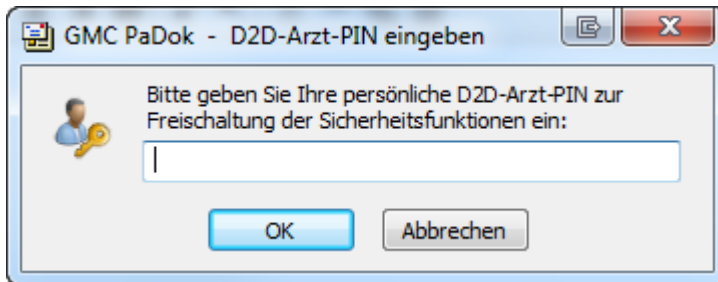 GMC PaDok - D2D-Arzt-PIN eingeben
Bitte geben Sie Ihre persönliche D2D-Arzt-PIN zur
Freischaltung der Sicherheitsfunktionen ein:
OK
Abbrechen